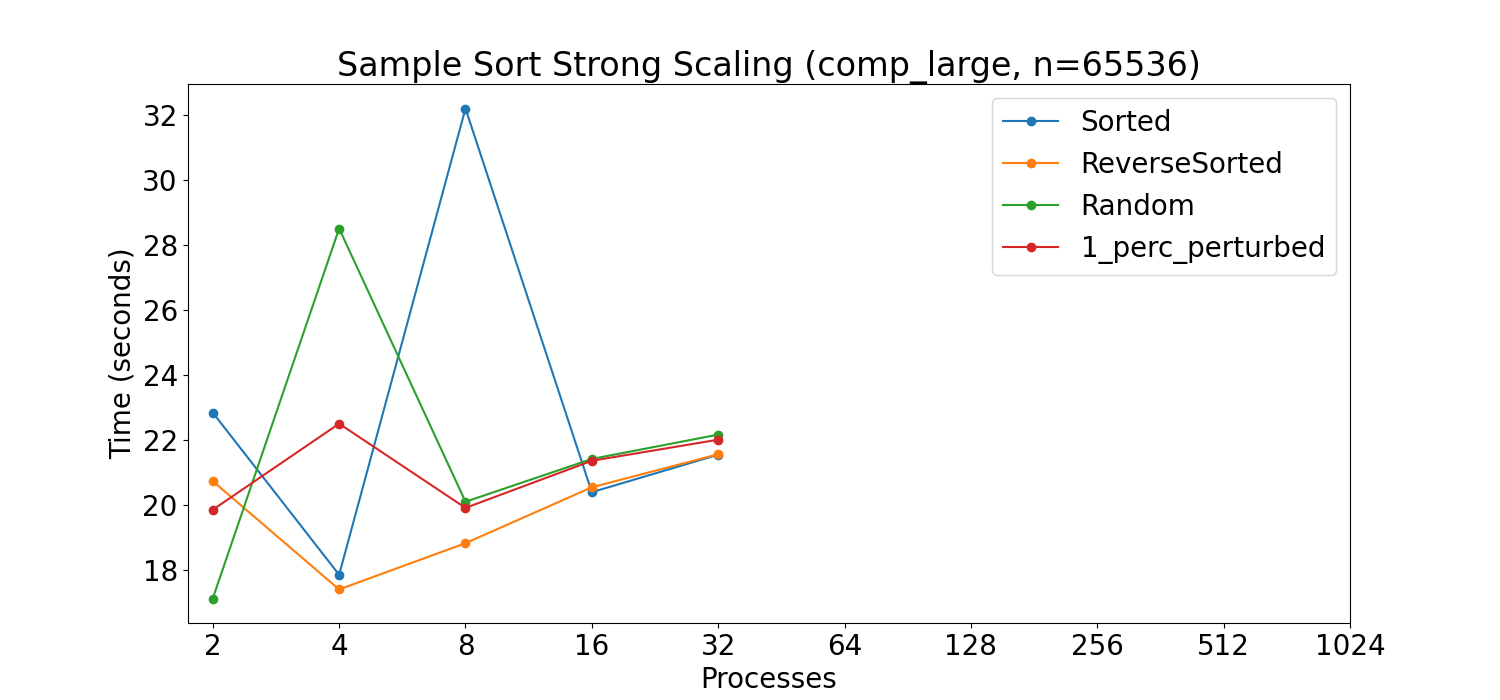 Sample Sort Strong Scaling (comp_large, n=65536)
32
30
28
26
24
22
20
18
Time (seconds)
Sorted
ReverseSorted
Random
1_perc_perturbed
2 4 8 16 32 64 128 256 512 1024
Processes